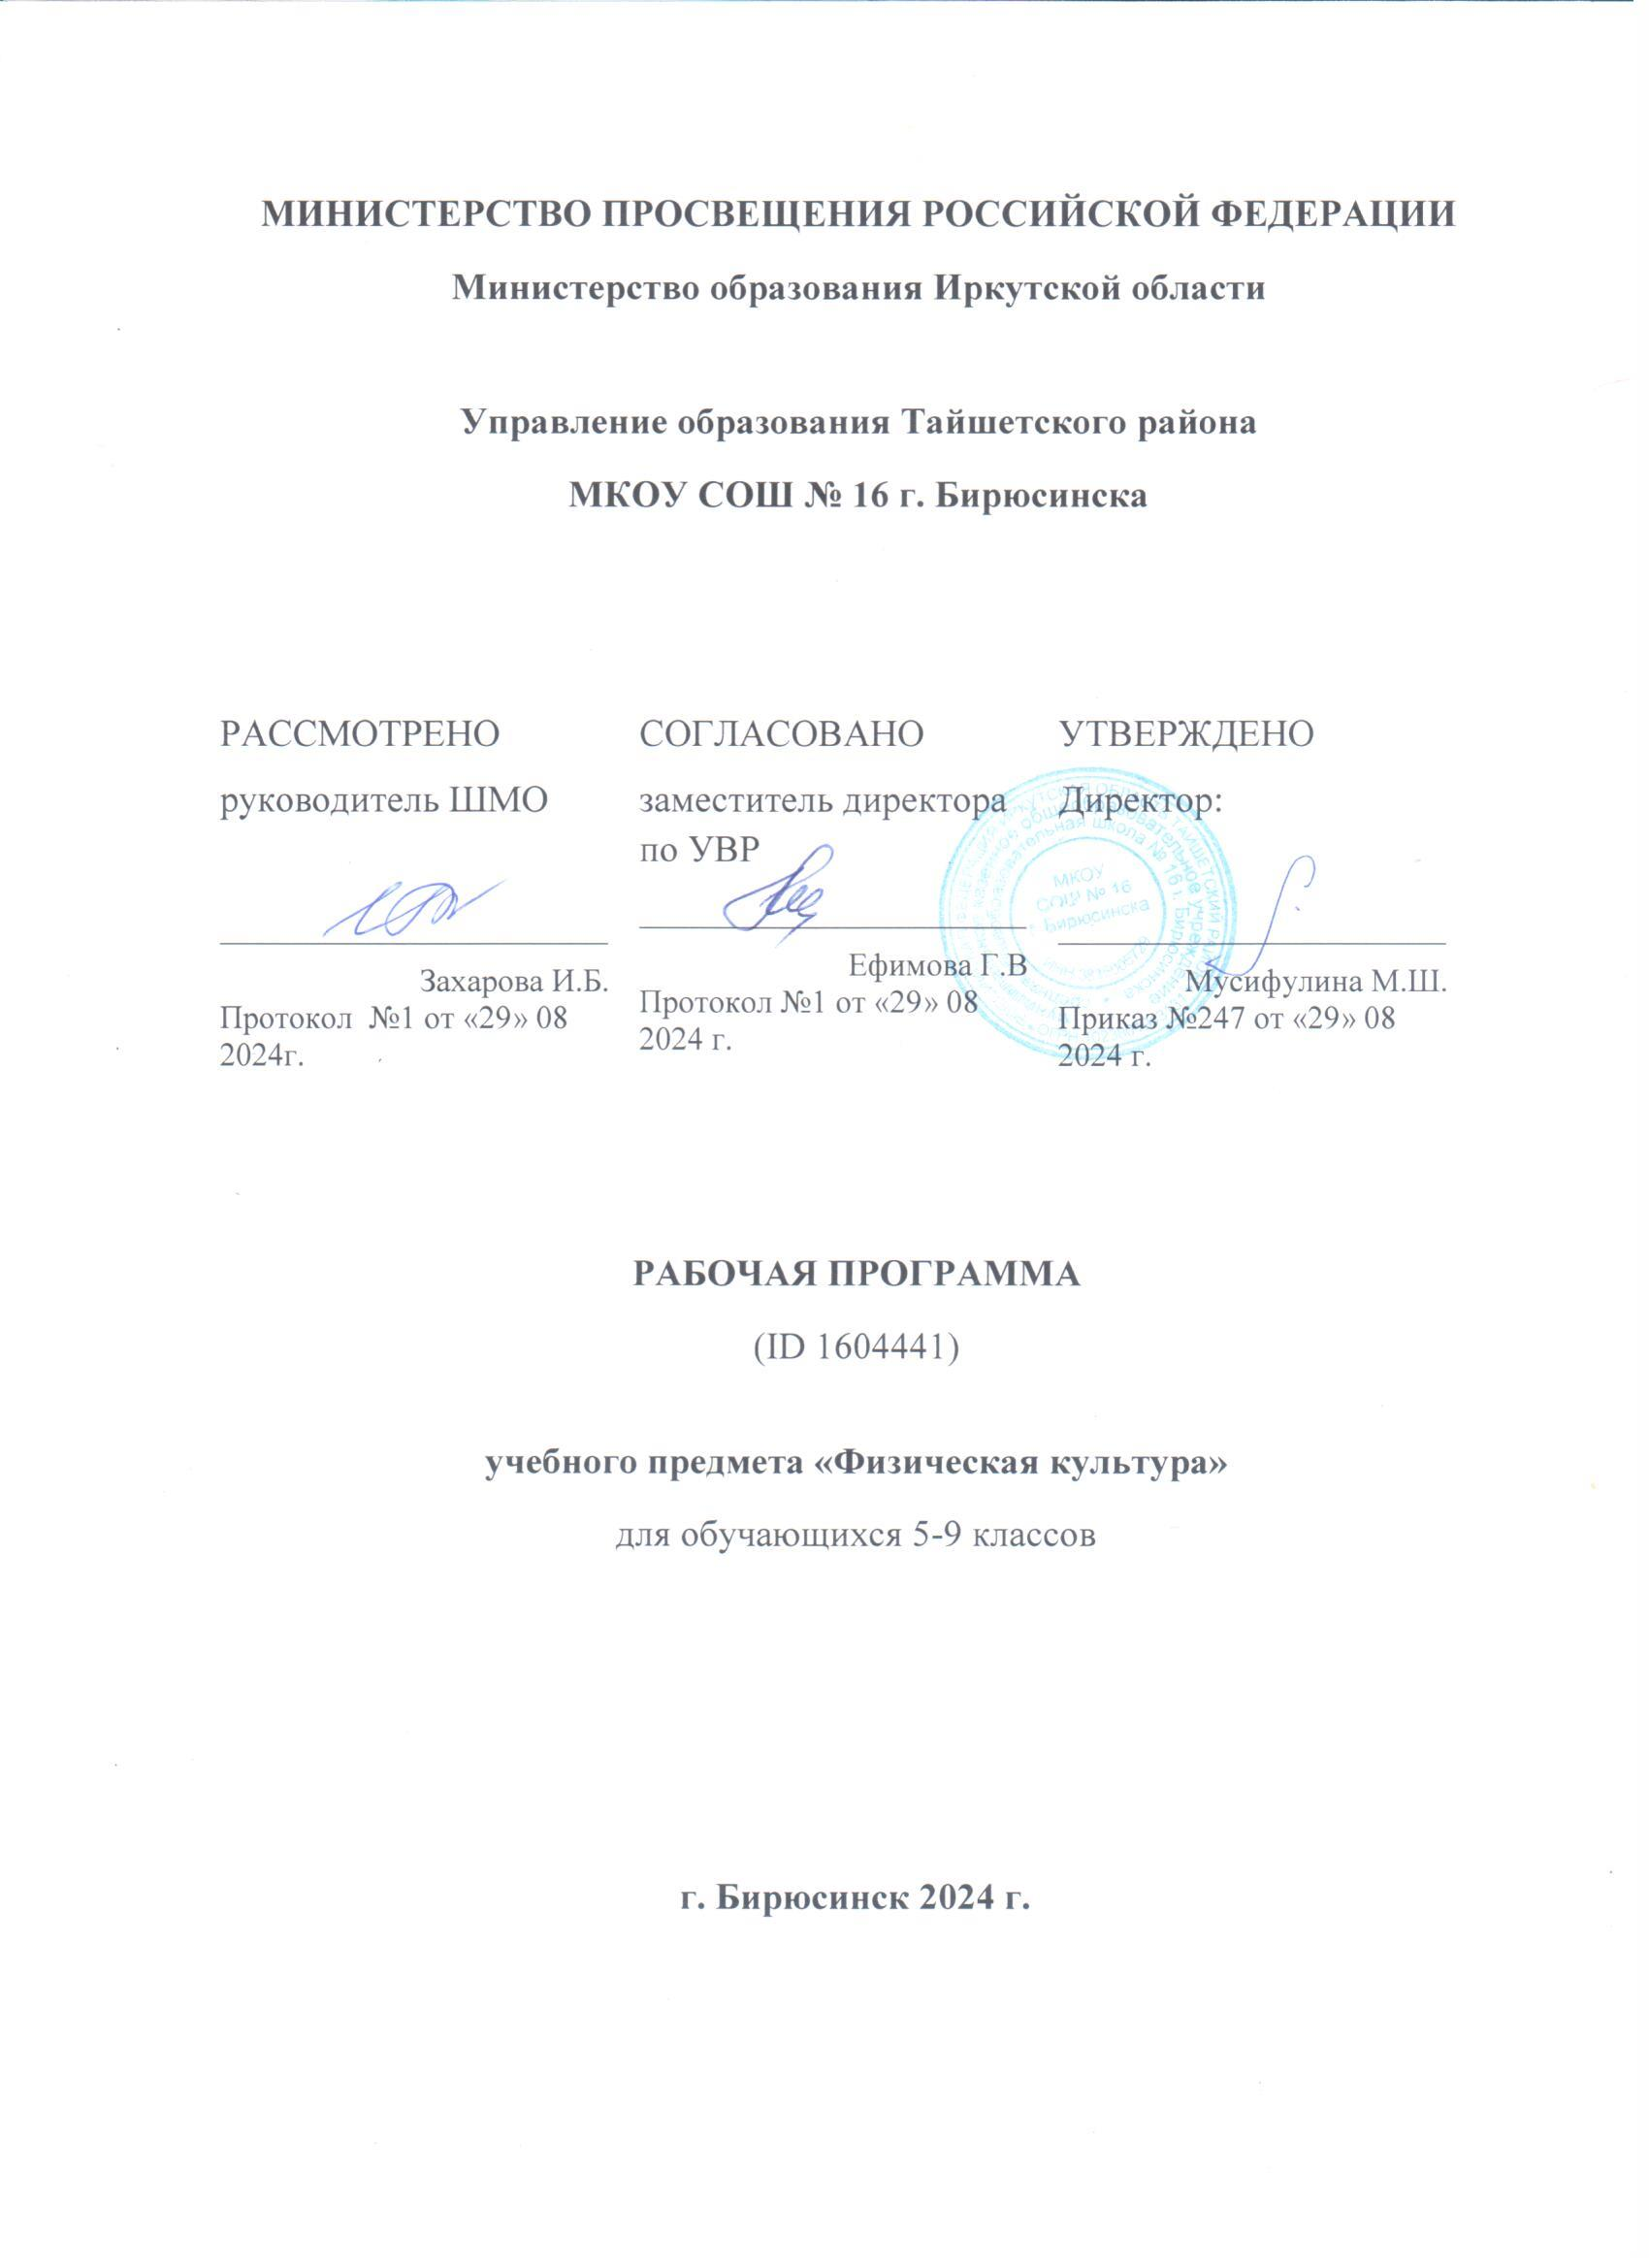 МИНИСТЕРСТВО ПРОСВЕЩЕНИЯ РОССИЙСКОЙ ФЕДЕРАЦИИ
Министерство образования Иркутской области
Управление образования Тайшетского района
МКОУ СОШ № 16 г. Бирюсинска
РАССМОТРЕНО
руководитель ШМО
Захарова И.Б.
Протокол №1 от «29» 08
2024г.
СОГЛАСОВАНО
заместитель директора
по УВР
Ефимова Г.В
Протокол №1 от «29» 08
2024 г.
УТВЕРЖДЕНО
Директор:
Мусифулина М.Ш.
Приказ №247 от «29» 08
2024 г.
МКОУ
СОШ № 16
г. Бирюсинска
РАБОЧАЯ ПРОГРАММА
(ID 1604441)
учебного предмета «Физическая культура»
для обучающихся 5-9 классов
г. Бирюсинск 2024 г.